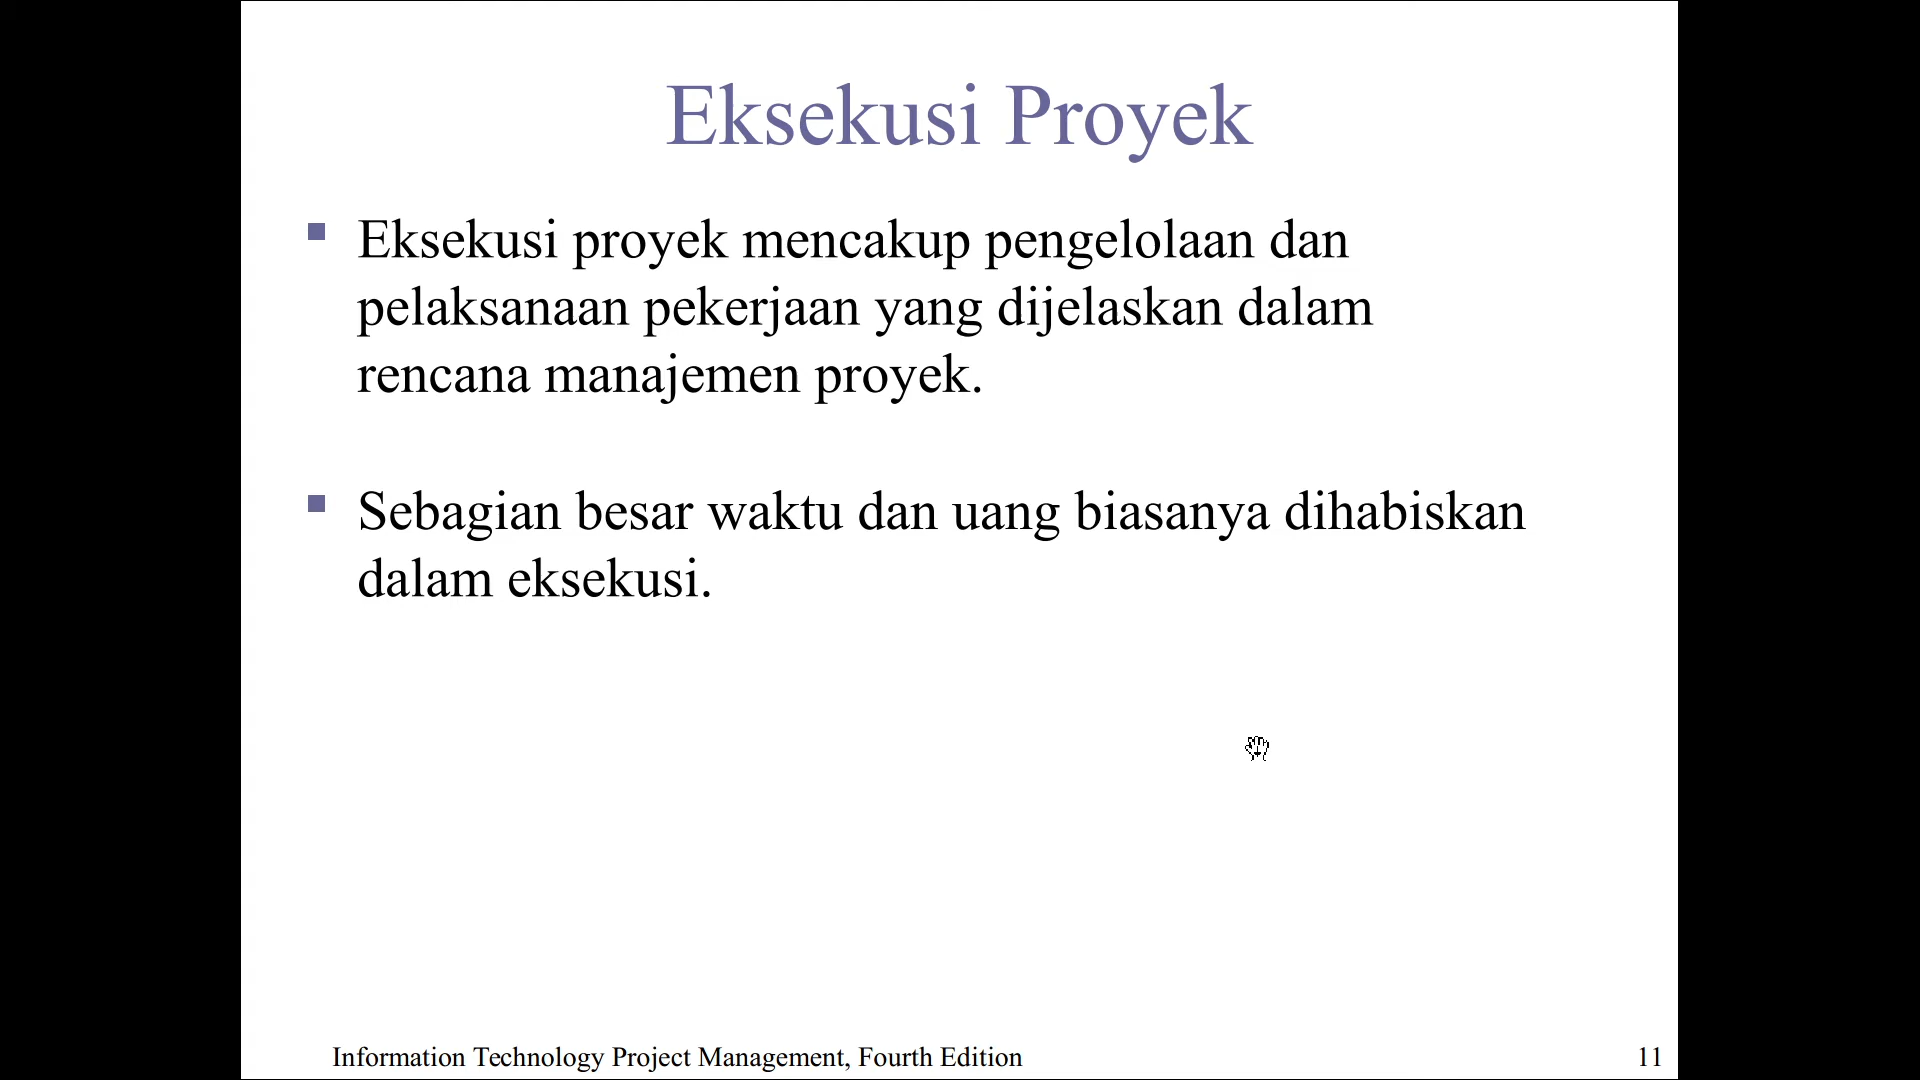 Eksekusi Proyek
Eksekusi proyek mencakup pengelolaan dan
pelaksanaan pekerjaan yang dijelaskan dalam
rencana manajemen proyek.
Sebagian besar waktu dan uang biasanya dihabiskan
dalam eksekusi.
Information Technology Project Management, Fourth Edition
11